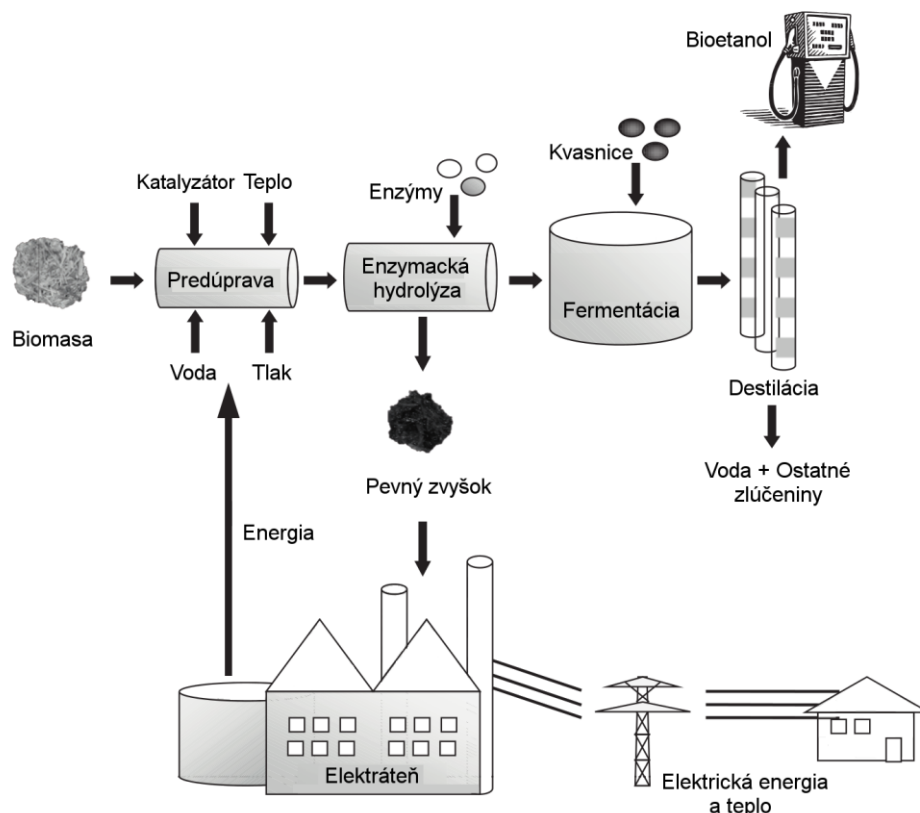 Bioetanol
Kvasnice
Katalyzátor Teplo
Enzýmy
Predúprava
Enzymacká
hydrolýza
Fermentácia
Biomasa
Voda Tlak
Destilácia
Pevný zvyšok
Voda + Ostatné
zlúčeniny
Energia
Elektráteň
Elektrická energia
a teplo